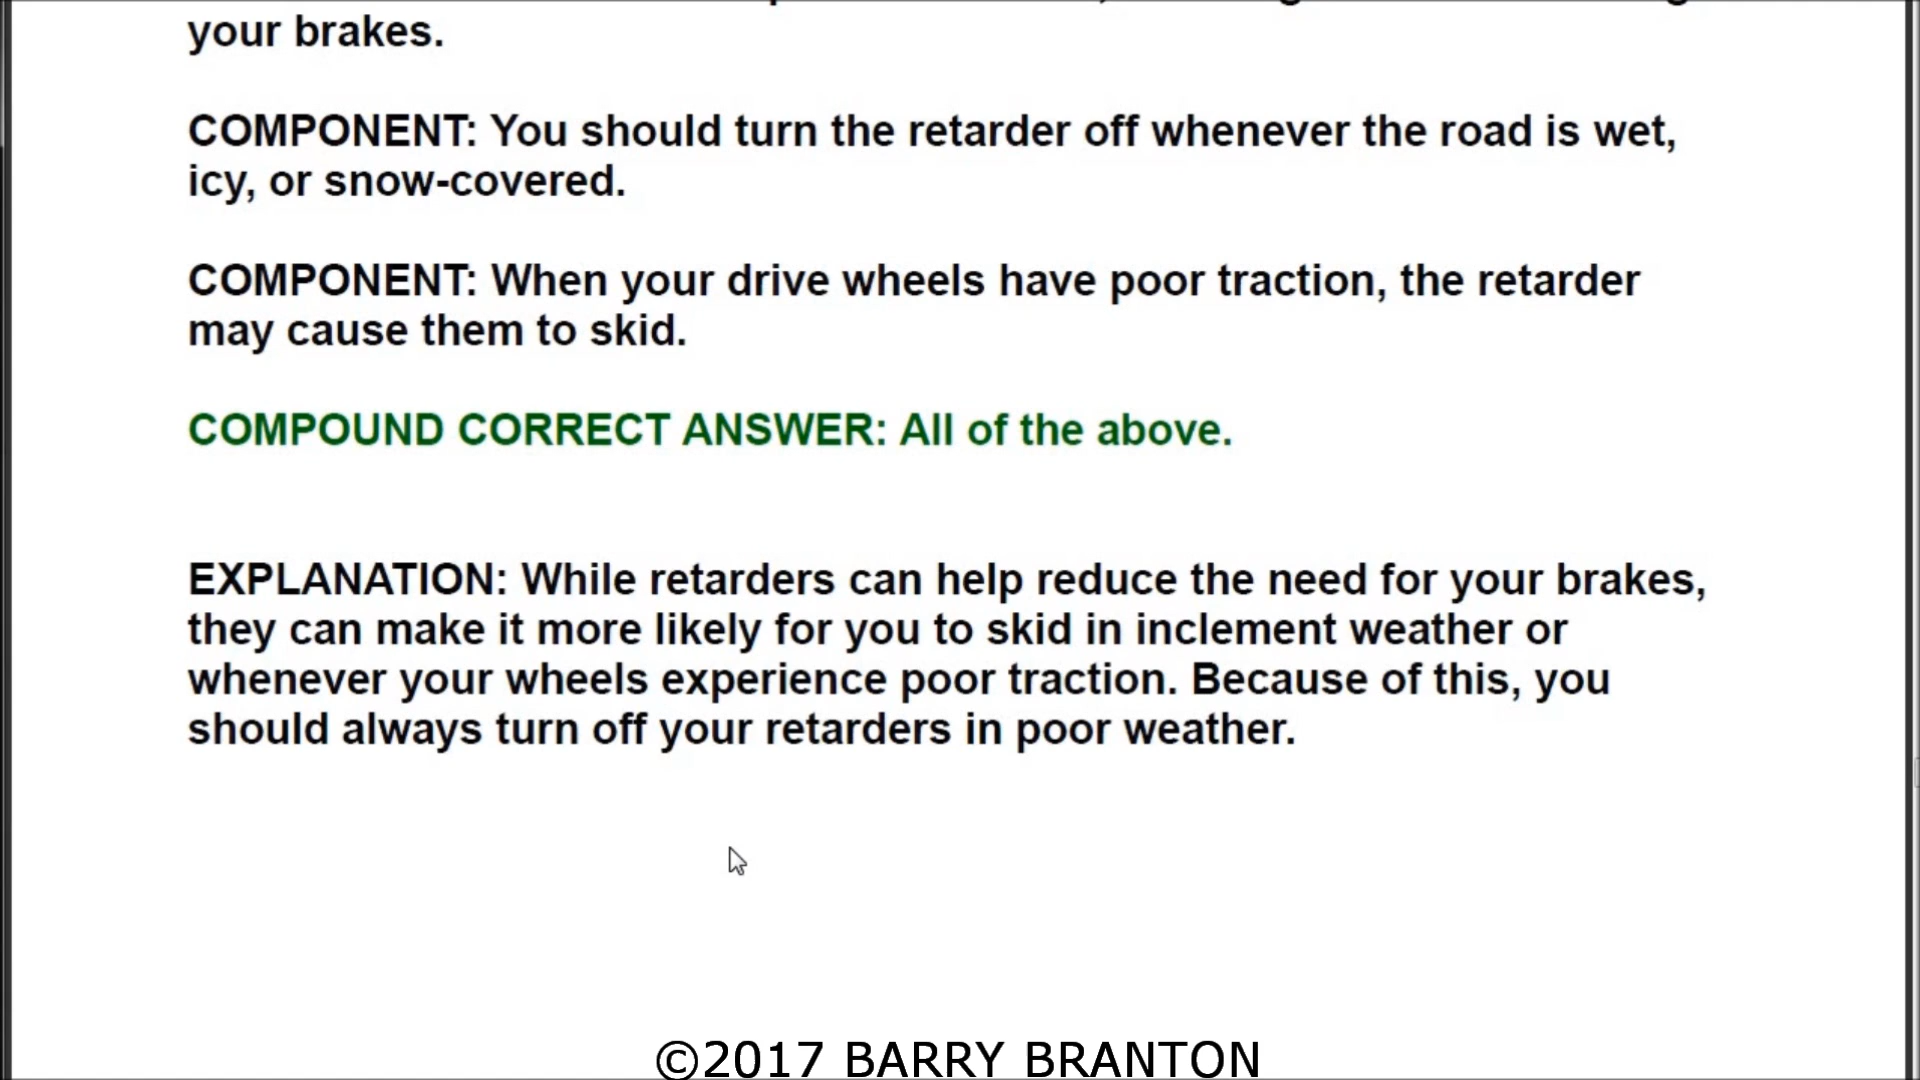 your brakes.
COMPONENT: You should turn the retarder off whenever the road is wet,
icy, or snow-covered.
COMPONENT: When your drive wheels have poor traction, the retarder
may cause them to skid.
COMPOUND CORRECT ANSWER: All of the above.
EXPLANATION: While retarders can help reduce the need for your brakes,
they can make it more likely for you to skid in inclement weather or
whenever your wheels experience poor traction. Because of this, you
should always turn off your retarders in poor weather.
©2017 BARRY BRANTON